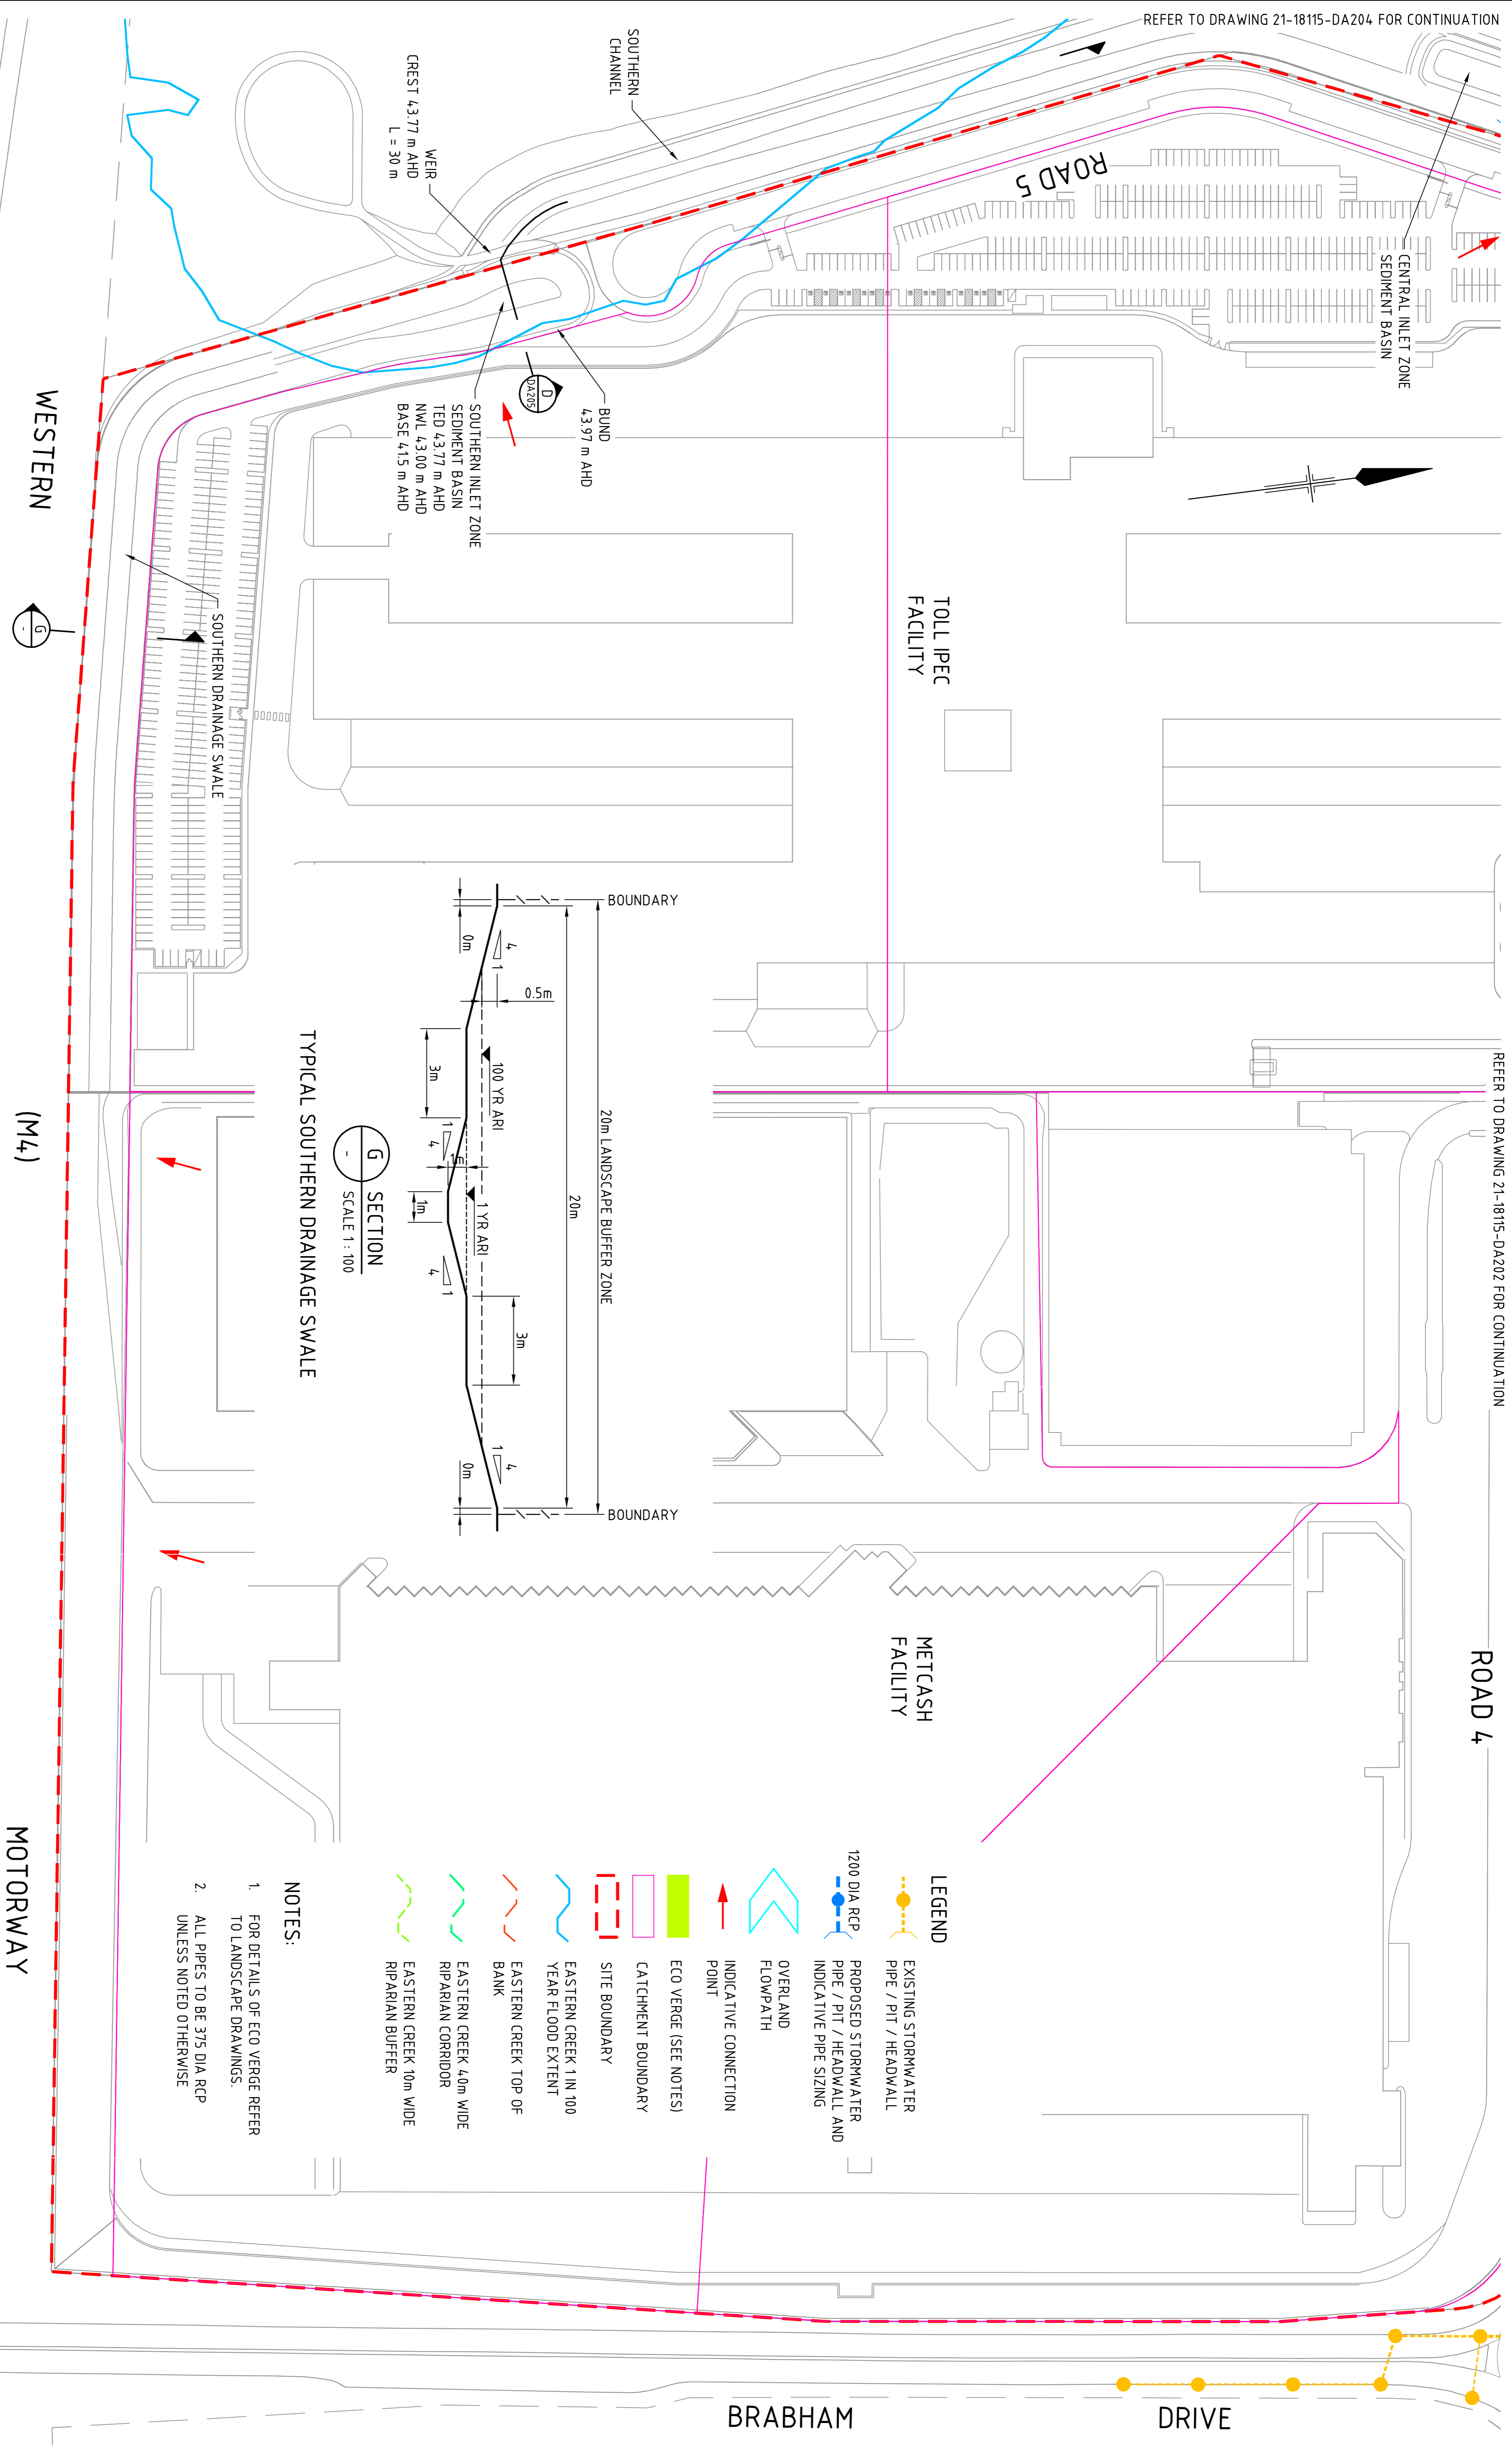 REFER TO DRAWING 21-18115-DA204 FOR CONTINUATION
REFER TO DRAWING 21-18115-DA202 FOR CONTINUATION
SOUTHERN
CHANNEL
WEIR
CREST 43.77 m AHD
L = 30 m
ROAD 5
CENTRAL INLET ZONE
SEDIMENT BASIN
BUND
43.97 m AHD
D
DA205
SOUTHERN INLET ZONE
SEDIMENT BASIN
TED 43.77 m AHD
NWL 43.00 m AHD
BASE 41.5 m AHD
WESTERN
(M4)
MOTORWAY
G
-
SOUTHERN DRAINAGE SWALE
TOLL IPEC
FACILITY
BOUNDARY
BOUNDARY
20m LANDSCAPE BUFFER ZONE
20m
0.5m
0m
4
1
100 YR ARI
3m
1
4
1m
1 YR ARI
1m
4
1
3m
1
4
0m
G
-
SECTION
SCALE 1 : 100
TYPICAL SOUTHERN DRAINAGE SWALE
METCASH
FACILITY
ROAD 4
LEGEND
EXISTING STORMWATER
PIPE / PIT / HEADWALL
1200 DIA RCP
PROPOSED STORMWATER
PIPE / PIT / HEADWALL AND
INDICATIVE PIPE SIZING
OVERLAND
FLOWPATH
INDICATIVE CONNECTION
POINT
ECO VERGE (SEE NOTES)
CATCHMENT BOUNDARY
SITE BOUNDARY
EASTERN CREEK 1 IN 100
YEAR FLOOD EXTENT
EASTERN CREEK TOP OF
BANK
EASTERN CREEK 40m WIDE
RIPARIAN CORRIDOR
EASTERN CREEK 10m WIDE
RIPARIAN BUFFER
NOTES:
1. FOR DETAILS OF ECO VERGE REFER
TO LANDSCAPE DRAWINGS.
2. ALL PIPES TO BE 375 DIA RCP
UNLESS NOTED OTHERWISE
BRABHAM DRIVE